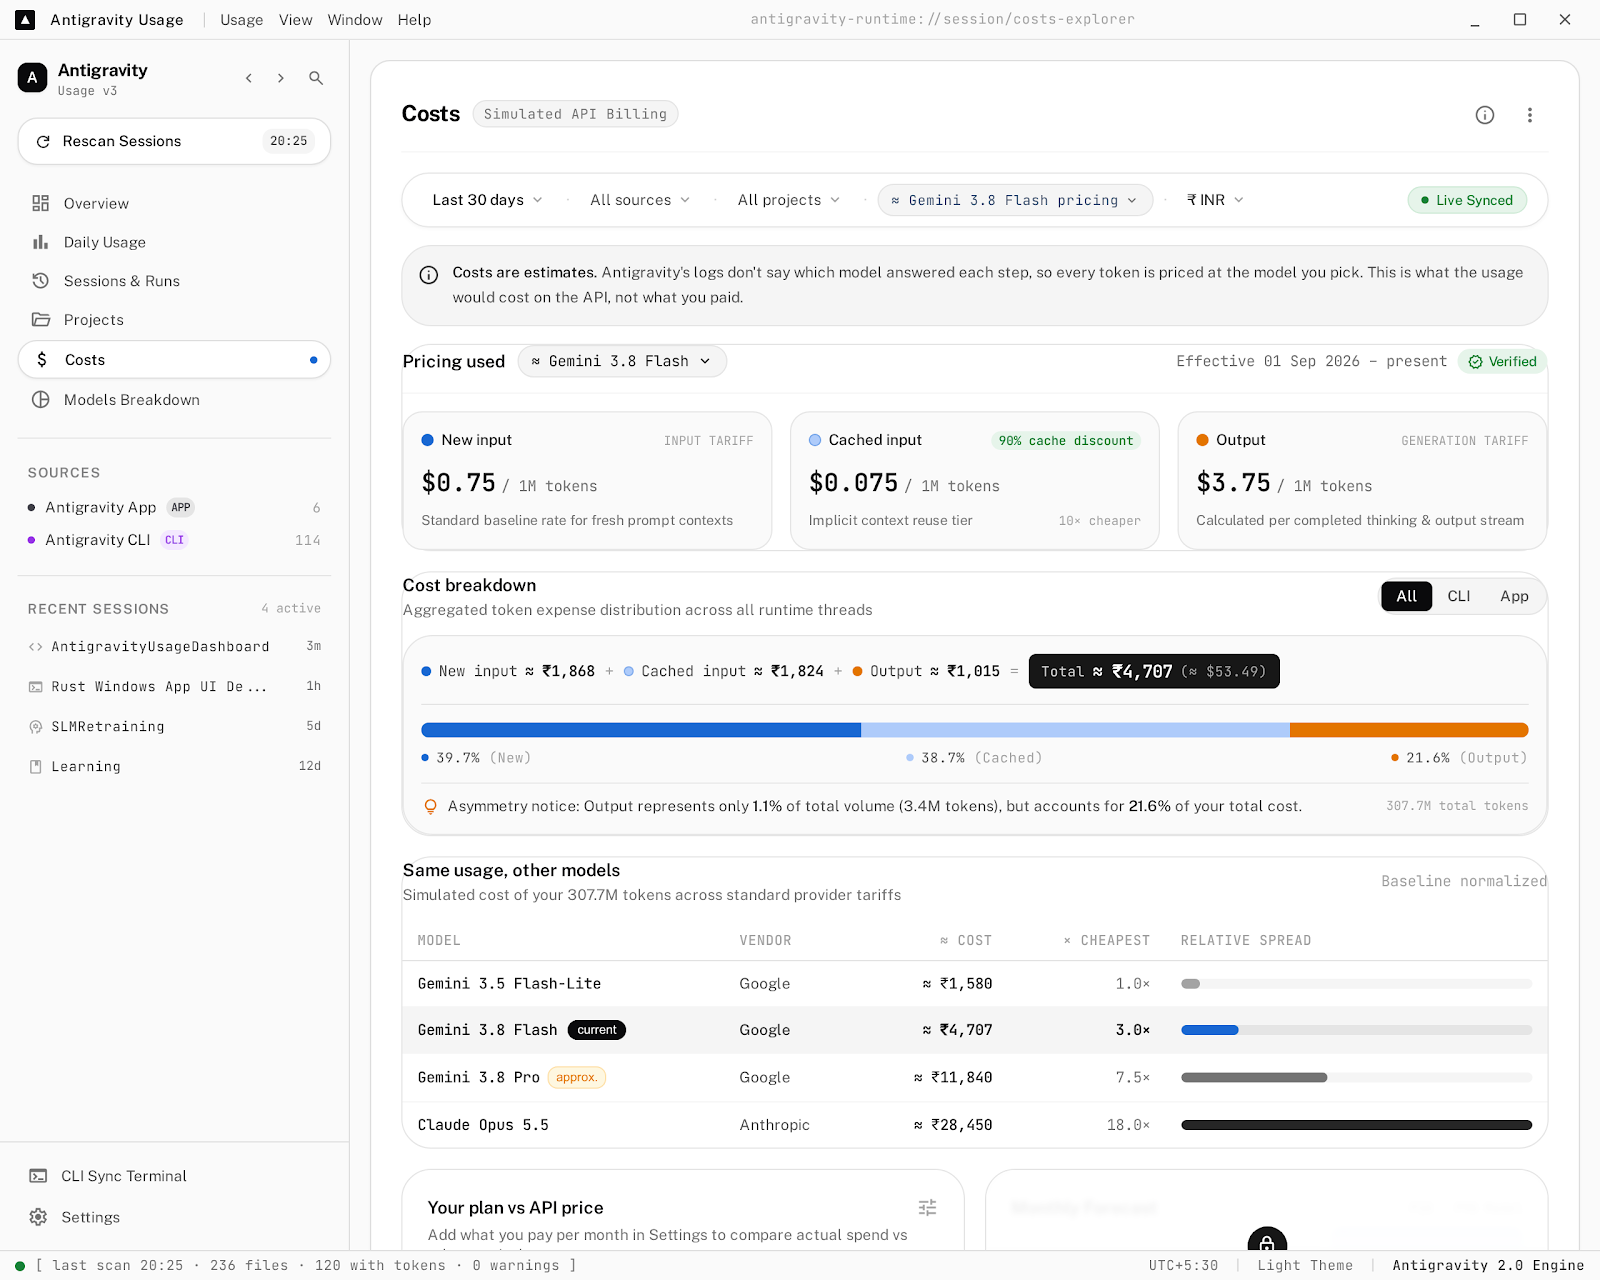 Antigravity Usage
Usage View Window Help
antigravity-runtime://session/costs-explorer
A
Antigravity
Usage v3
Rescan Sessions 20:25
Overview
Daily Usage
Sessions & Runs
Projects
$ Costs
Models Breakdown
SOURCES
Antigravity App APP 6
Antigravity CLI CLI 114
RECENT SESSIONS 4 active
AntigravityUsageDashboard 3m
Rust Windows App UI De... 1h
SLMRetraining 5d
Learning 12d
CLI Sync Terminal
Settings
Costs Simulated API Billing
Last 30 days · All sources · All projects · ≈ Gemini 3.8 Flash pricing · ₹ INR Live Synced
Costs are estimates. Antigravity's logs don't say which model answered each step, so every token is priced at the model you pick. This is what the usage
would cost on the API, not what you paid.
Pricing used ≈ Gemini 3.8 Flash Effective 01 Sep 2026 – present Verified
New input INPUT TARIFF
$0.75 / 1M tokens
Standard baseline rate for fresh prompt contexts
Cached input 90% cache discount
$0.075 / 1M tokens
Implicit context reuse tier 10× cheaper
Output GENERATION TARIFF
$3.75 / 1M tokens
Calculated per completed thinking & output stream
Cost breakdown
Aggregated token expense distribution across all runtime threads
All CLI App
New input ≈ ₹1,868 + Cached input ≈ ₹1,824 + Output ≈ ₹1,015 = Total ≈ ₹4,707 (≈ $53.49)
39.7% (New) 38.7% (Cached) 21.6% (Output)
Asymmetry notice: Output represents only 1.1% of total volume (3.4M tokens), but accounts for 21.6% of your total cost. 307.7M total tokens
Same usage, other models
Simulated cost of your 307.7M tokens across standard provider tariffs
Baseline normalized
MODEL VENDOR ≈ COST × CHEAPEST RELATIVE SPREAD
Gemini 3.5 Flash-Lite Google ≈ ₹1,580 1.0×
Gemini 3.8 Flash current Google ≈ ₹4,707 3.0×
Gemini 3.8 Pro approx. Google ≈ ₹11,840 7.5×
Claude Opus 5.5 Anthropic ≈ ₹28,450 18.0×
Your plan vs API price
Add what you pay per month in Settings to compare actual spend vs
[ last scan 20:25 · 236 files · 120 with tokens · 0 warnings ]
UTC+5:30 | Light Theme | Antigravity 2.0 Engine